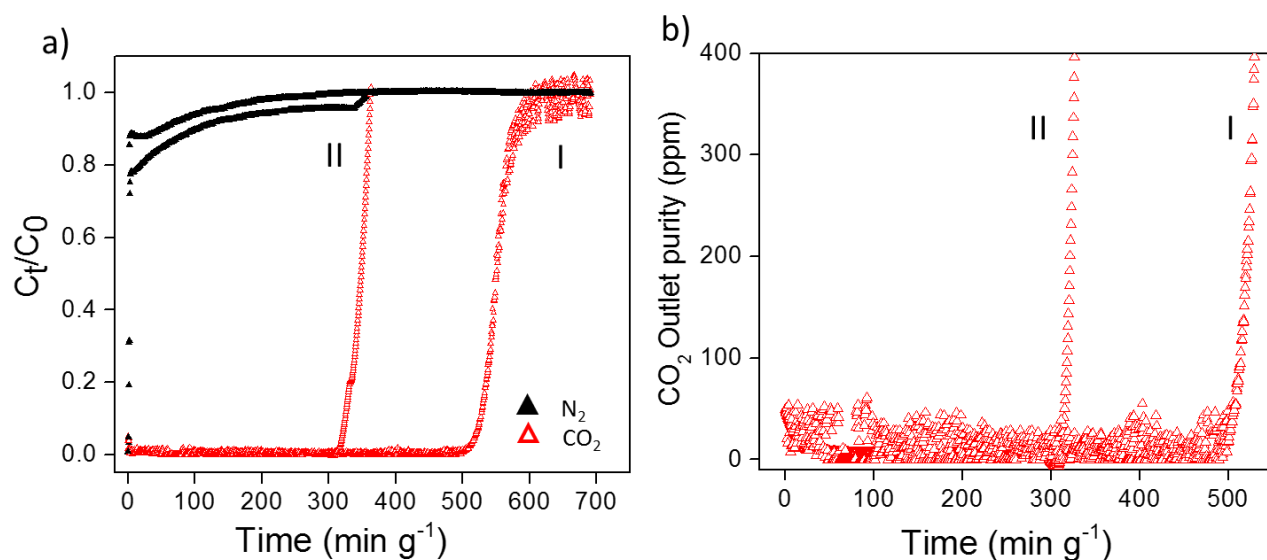 a)
1.0
0.8
0.6
0.4
0.2
0.0
Ct/C0
II
I
N2
CO2
0 100 200 300 400 500 600 700
Time (min g-1)
b)
400
300
200
100
0
CO2 Outlet purity (ppm)
II
I
0 100 200 300 400 500
Time (min g-1)